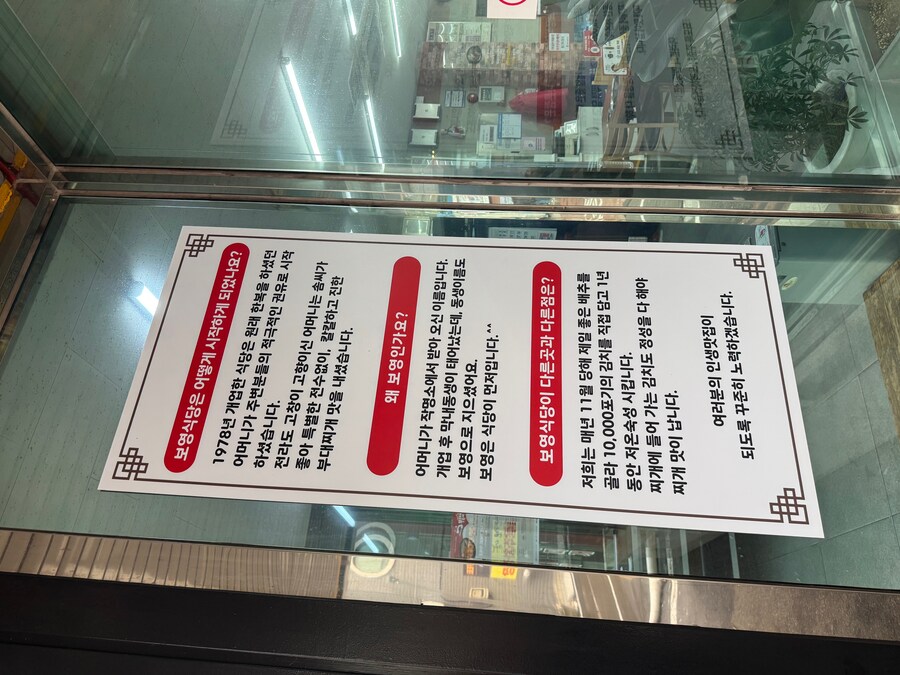 보영식당은 어떻게 시작하게 되었나요?
1978년 개업한 식당은 원래 한복을 하셨던
어머니가 주변분들의 적극적인 권유로 시작
하셨습니다.
전라도 고창이 고향이신 어머니는 솜씨가
좋아 특별한 전수없이, 칼칼하고 진한
부대찌개 맛을 내셨습니다.
왜 보영인가요?
어머니가 작명소에서 받아 오신 이름입니다.
개업 후 막내동생이 태어났는데, 동생이름도
보영으로 지으셨어요.
보영은 식당이 먼저입니다.^^
보영식당이 다른곳과 다른점은?
저희는 매년 11월 당해 제일 좋은 배추를
골라 10,000포기의 김치를 직접 담고 1년
동안 저온숙성 시킵니다.
찌개에 들어 가는 김치도 정성을 다 해야
찌개 맛이 납니다.
여러분의 인생맛집이
되도록 꾸준히 노력하겠습니다.